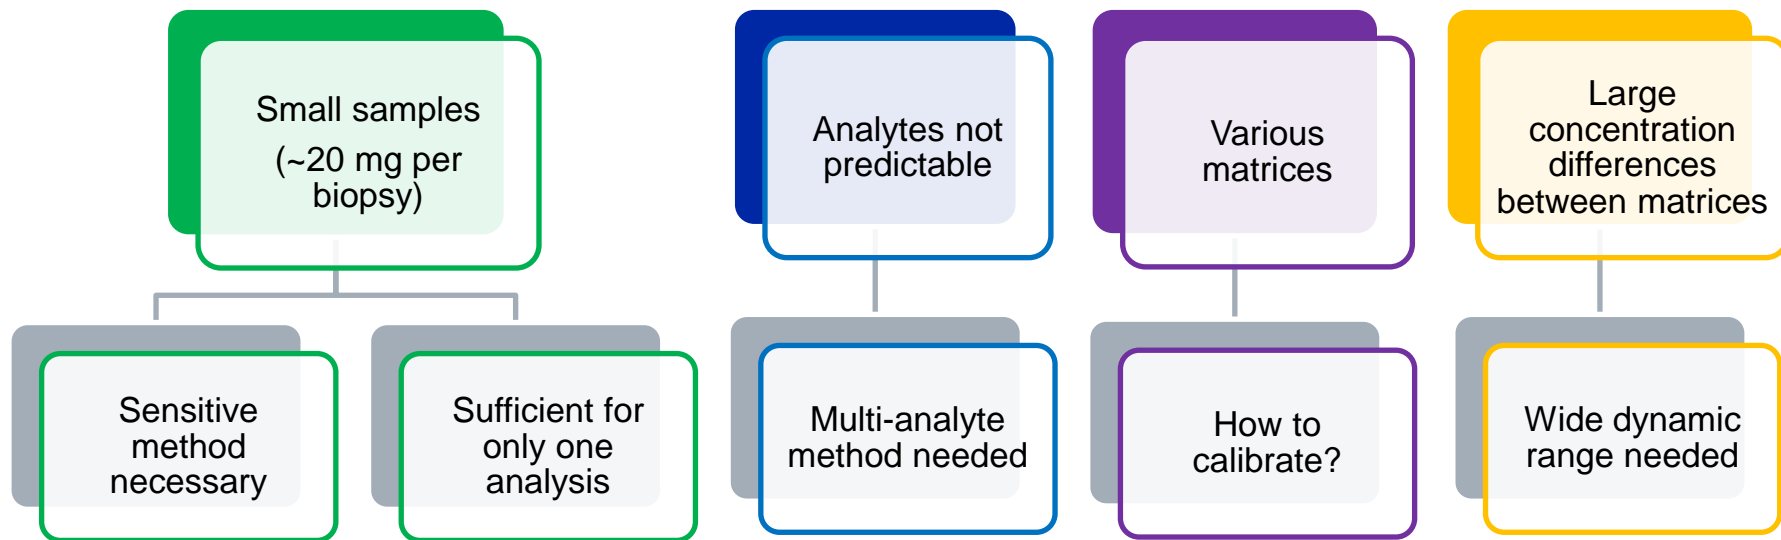 Small samples
(~20 mg per
biopsy)
Analytes not
predictable
Various
matrices
Large
concentration
differences
between matrices
Sensitive
method
necessary
Sufficient for
only one
analysis
Multi-analyte
method needed
How to
calibrate?
Wide dynamic
range needed